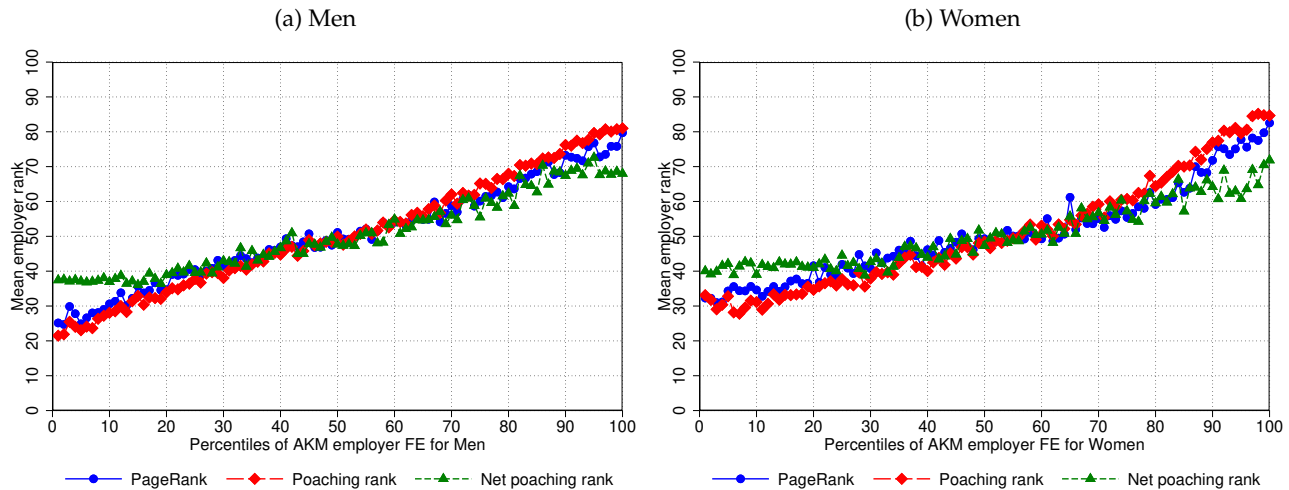 (a) Men
100
90
80
70
60
50
40
30
20
10
0
Mean employer rank
0 10 20 30 40 50 60 70 80 90 100
Percentiles of AKM employer FE for Men
PageRank Poaching rank Net poaching rank
(b) Women
100
90
80
70
60
50
40
30
20
10
0
Mean employer rank
0 10 20 30 40 50 60 70 80 90 100
Percentiles of AKM employer FE for Women
PageRank Poaching rank Net poaching rank